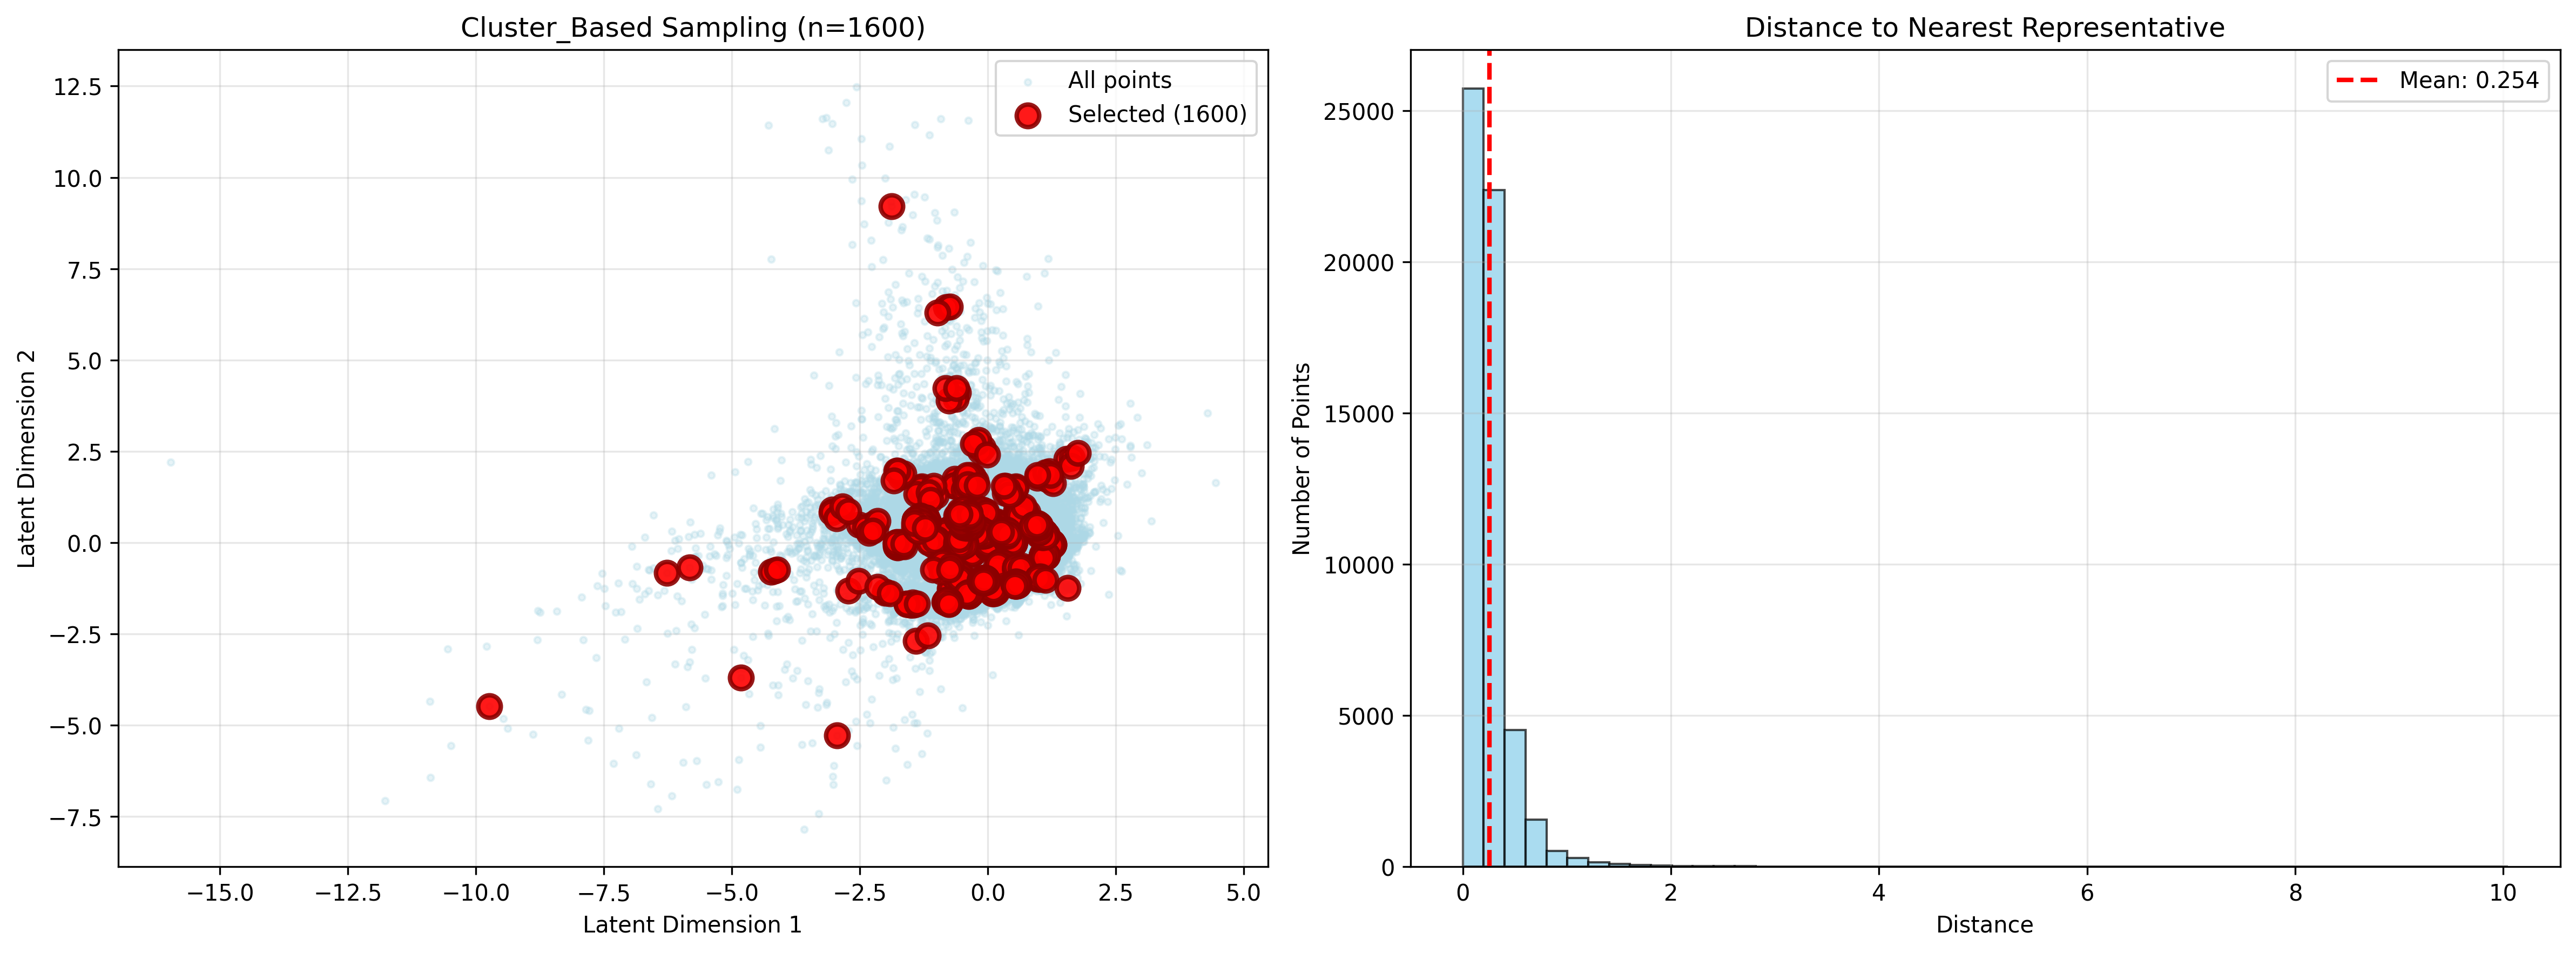 Cluster_Based Sampling (n=1600)
All points
Selected (1600)
12.5
10.0
7.5
5.0
2.5
0.0
−2.5
−5.0
−7.5
Latent Dimension 2
−15.0 −12.5 −10.0 −7.5 −5.0 −2.5 0.0 2.5 5.0
Latent Dimension 1
Distance to Nearest Representative
Mean: 0.254
25000
20000
15000
10000
5000
0
Number of Points
0 2 4 6 8 10
Distance